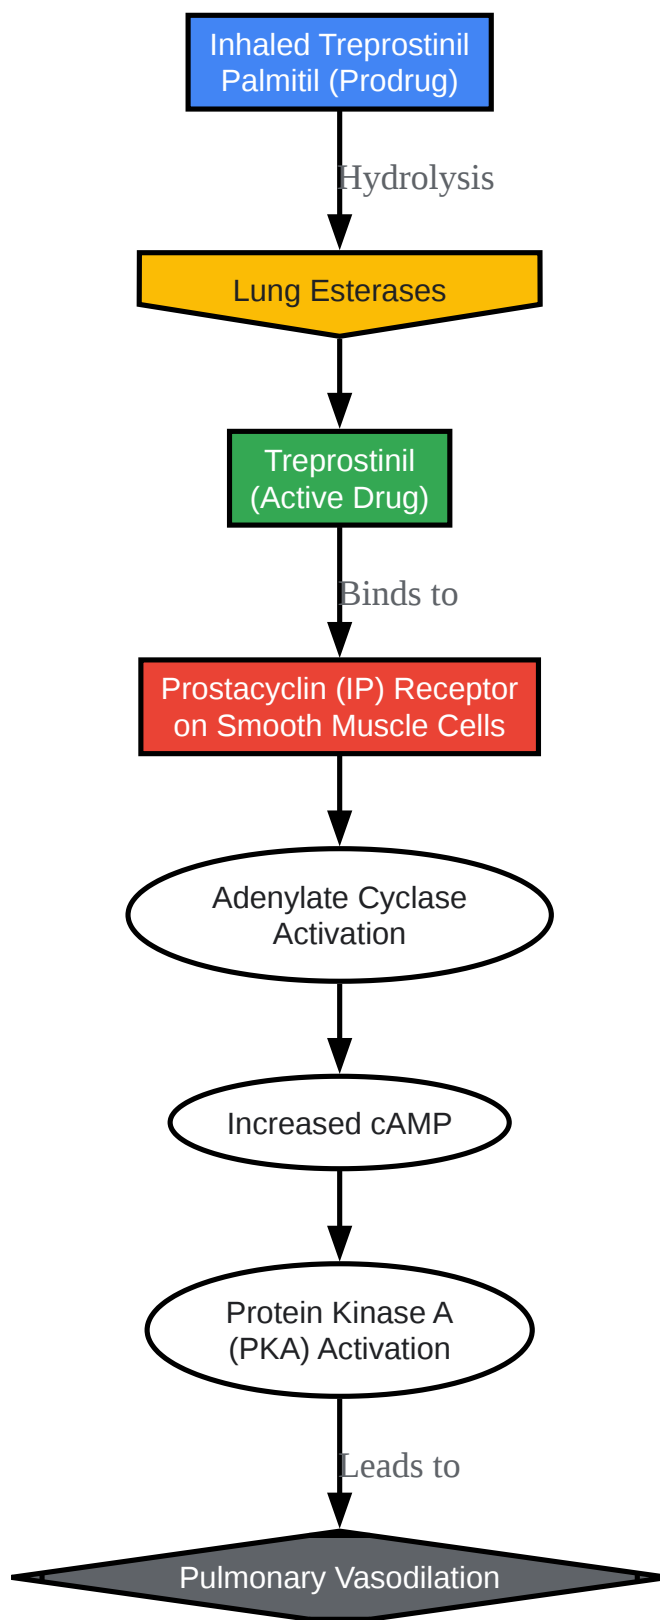 Inhaled Treprostinil
Palmitil (Prodrug)
Hydrolysis
Lung Esterases
Treprostinil
(Active Drug)
Binds to
Prostacyclin (IP) Receptor
on Smooth Muscle Cells
Adenylate Cyclase
Activation
Increased cAMP
Protein Kinase A
(PKA) Activation
Leads to
Pulmonary Vasodilation